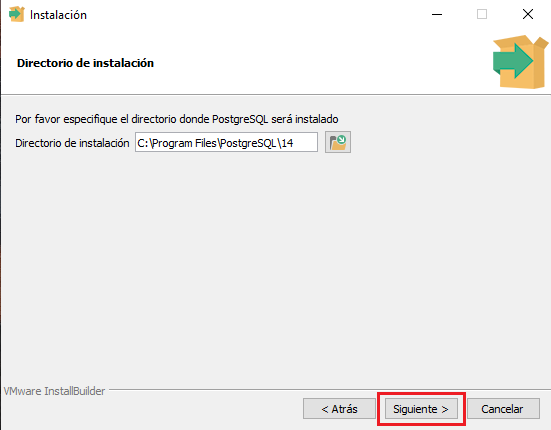 Instalación
Directorio de instalación
Por favor especifique el directorio donde PostgreSQL será instalado
Directorio de instalación C:\Program Files\PostgreSQL\14
VMware InstallBuilder
< Atrás Siguiente > Cancelar